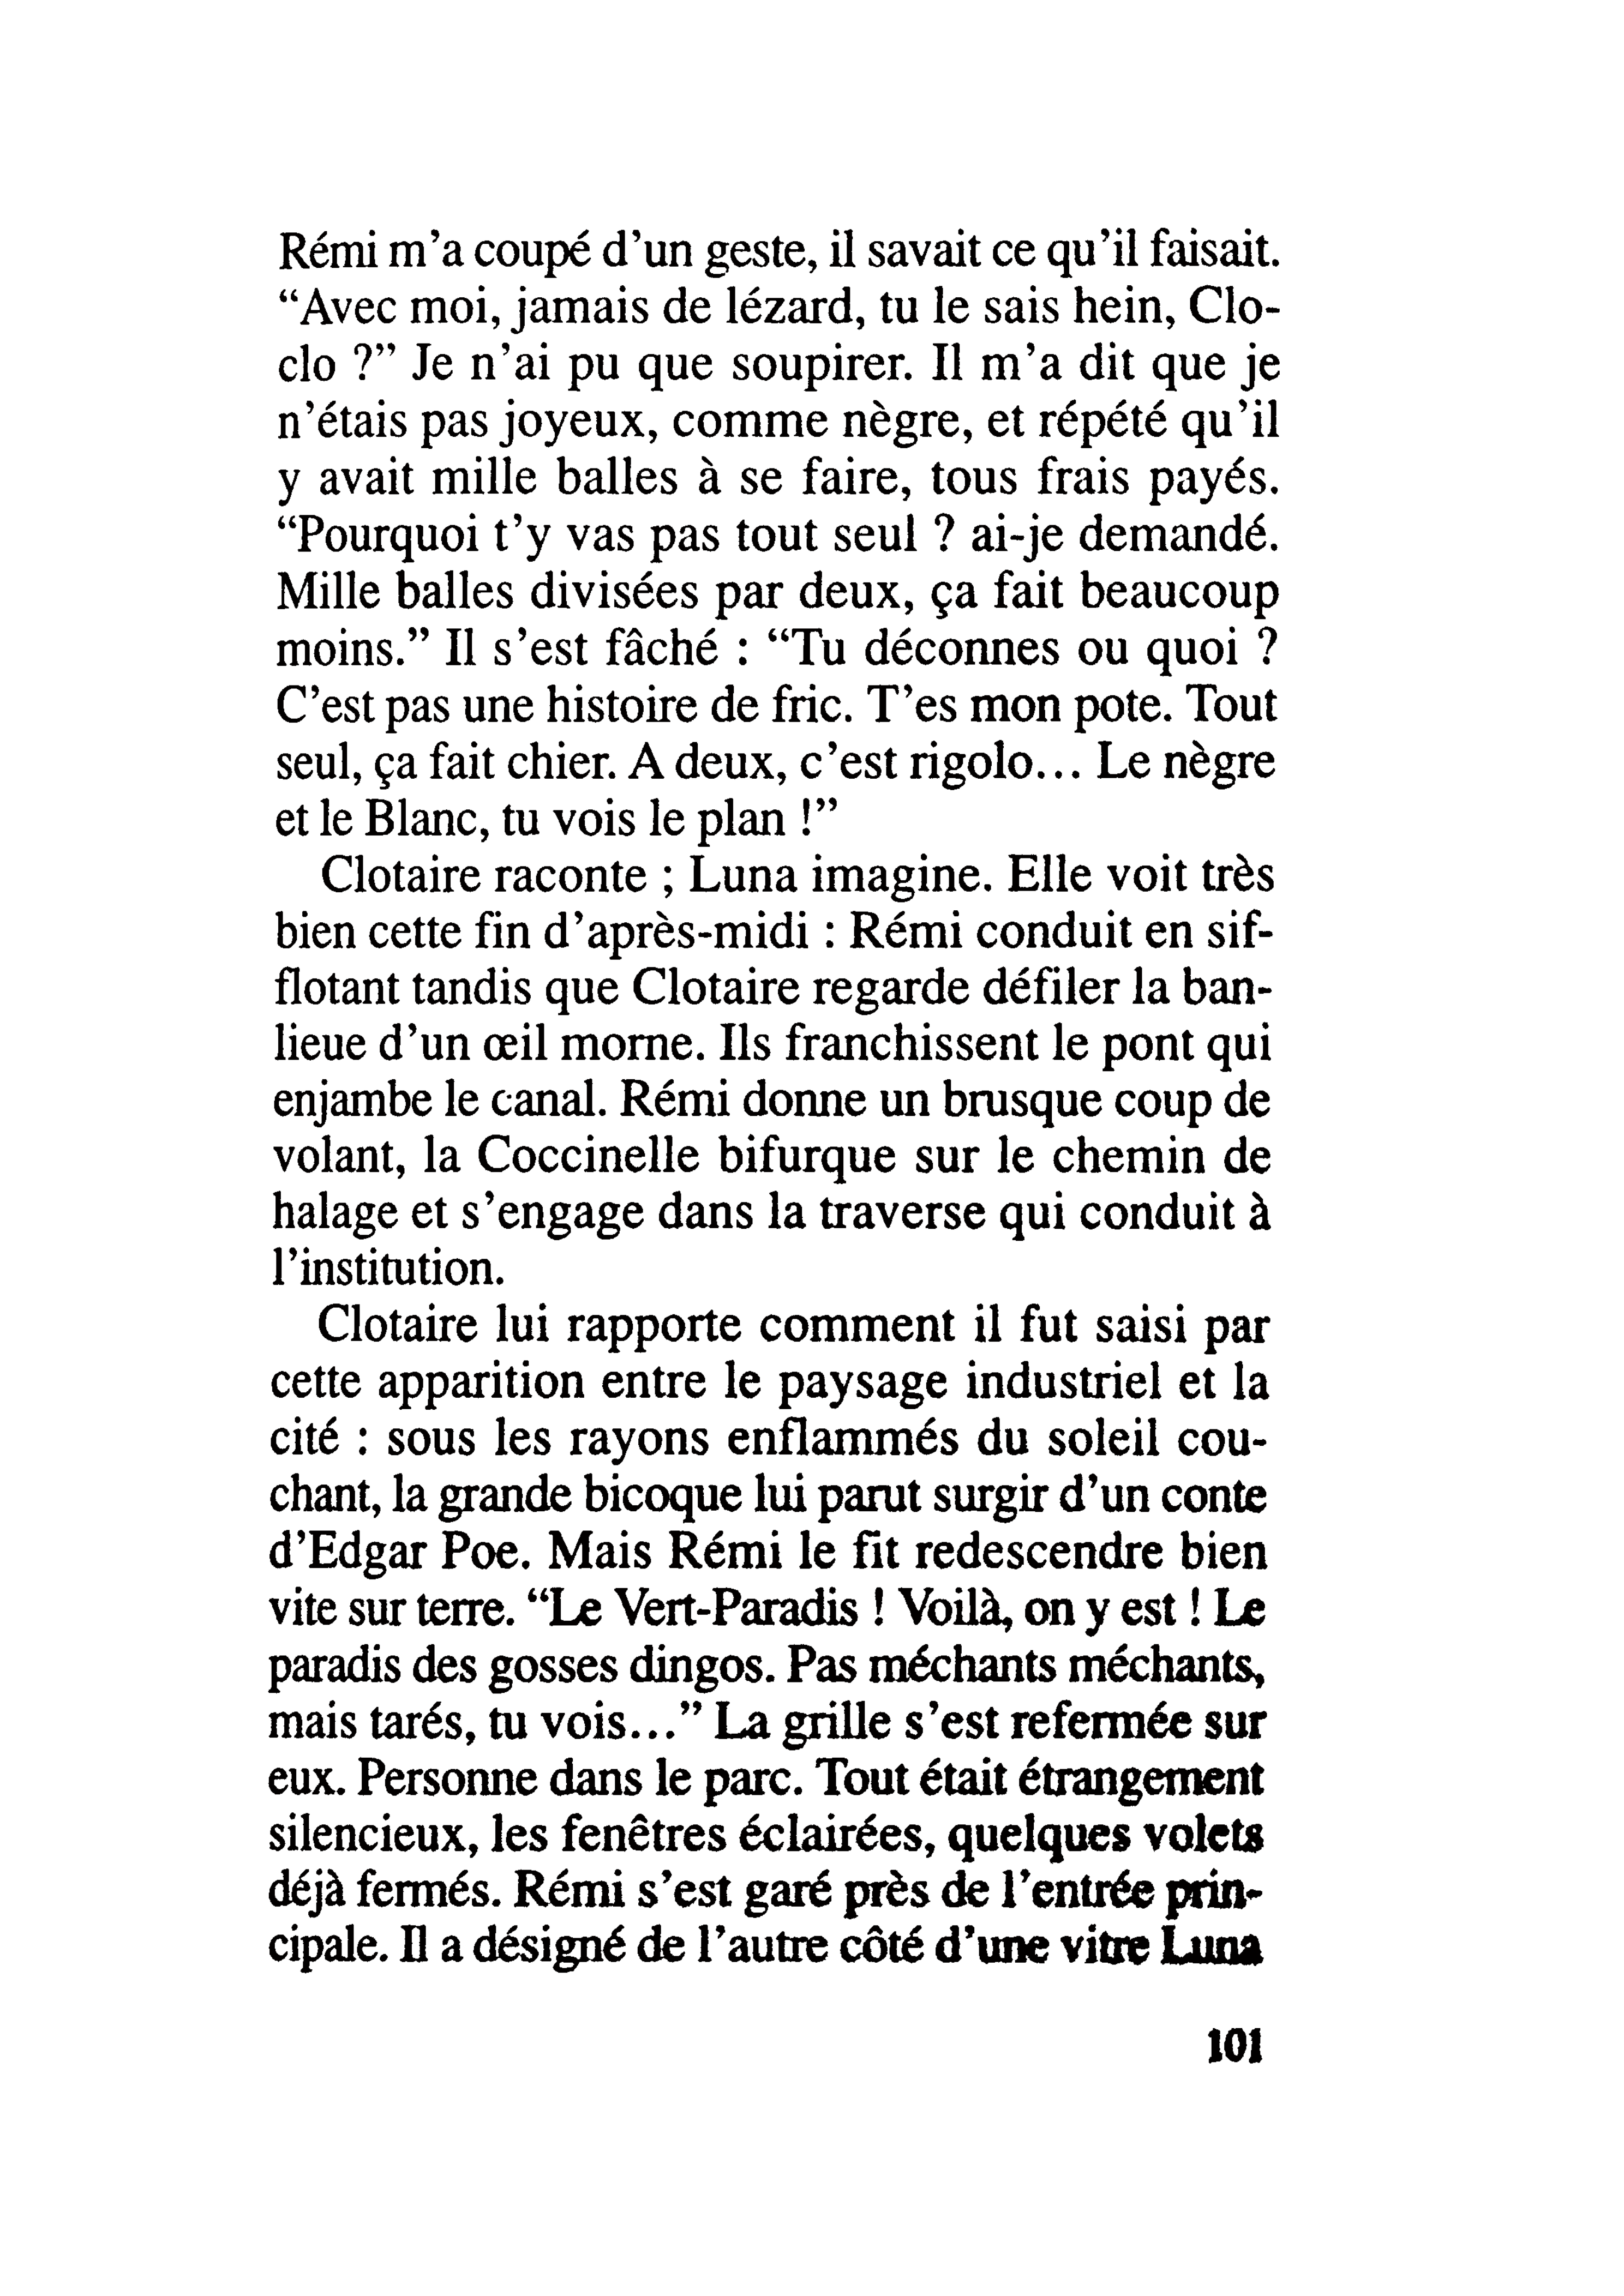 Rémi m’a coupé d’un geste, il savait ce qu’il faisait.
“Avec moi, jamais de lézard, tu le sais hein, Clo-
clo ?” Je n’ai pu que soupirer. Il m’a dit que je
n’étais pas joyeux, comme nègre, et répété qu’il
y avait mille balles à se faire, tous frais payés.
“Pourquoi t’y vas pas tout seul ? ai-je demandé.
Mille balles divisées par deux, ça fait beaucoup
moins.” Il s’est fâché : “Tu déconnes ou quoi ?
C’est pas une histoire de fric. T’es mon pote. Tout
seul, ça fait chier. A deux, c’est rigolo... Le nègre
et le Blanc, tu vois le plan !”
Clotaire raconte ; Luna imagine. Elle voit très
bien cette fin d’après-midi : Rémi conduit en sif-
flotant tandis que Clotaire regarde défiler la ban-
lieue d’un œil morne. Ils franchissent le pont qui
enjambe le canal. Rémi donne un brusque coup de
volant, la Coccinelle bifurque sur le chemin de
halage et s’engage dans la traverse qui conduit à
l’institution.
Clotaire lui rapporte comment il fut saisi par
cette apparition entre le paysage industriel et la
cité : sous les rayons enflammés du soleil cou-
chant, la grande bicoque lui parut surgir d’un conte
d’Edgar Poe. Mais Rémi le fit redescendre bien
vite sur terre. “Le Vert-Paradis ! Voilà, on y est ! Le
paradis des gosses dingos. Pas méchants méchants,
mais tarés, tu vois...” La grille s’est refermée sur
eux. Personne dans le parc. Tout était étrangement
silencieux, les fenêtres éclairées, quelques volets
déjà fermés. Rémi s’est garé près de l’entrée prin-
cipale. Il a désigné de l’autre côté d’une vitre Luna
101